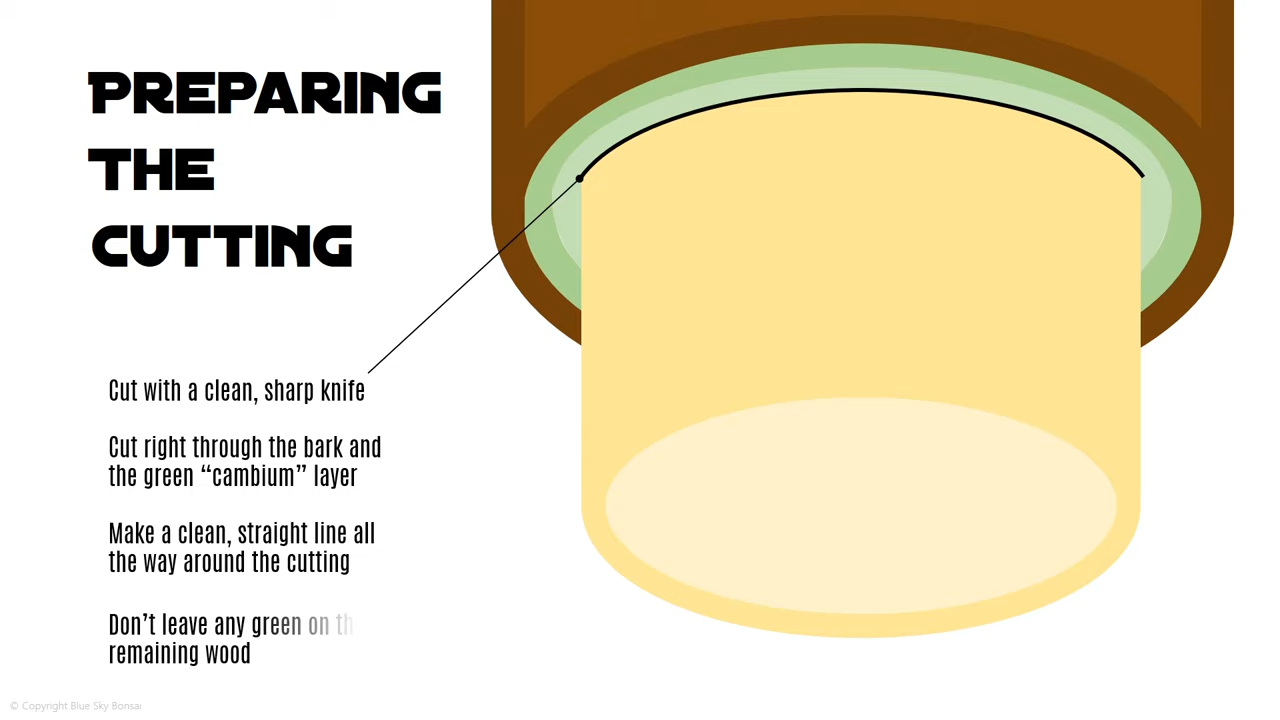 PREPARING
THE
CUTTING
Cut with a clean, sharp knife
Cut right through the bark and
the green “cambium” layer
Make a clean, straight line all
the way around the cutting
Don’t leave any green on th
remaining wood
© Copyright Blue Sky Bonsai